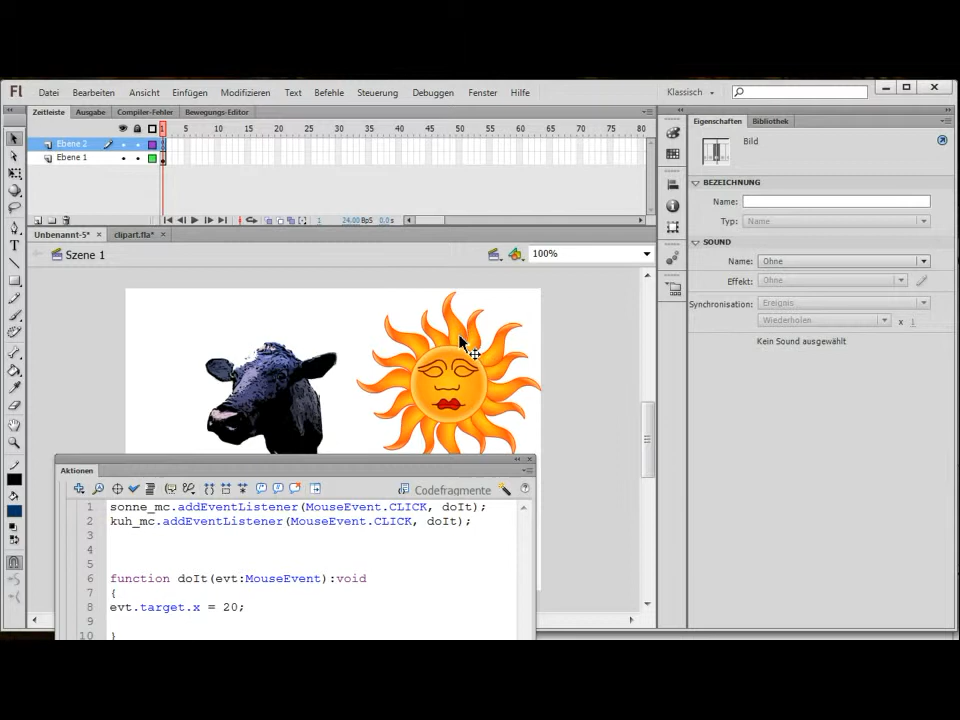 Fl Datei Bearbeiten Ansicht Einfügen Text Modifizieren Befehle Steuerung Debuggen Fenster Hilfe Klassisch
Zeitleiste Ausgabe Compiler-Fehler Bewegungs-Editor
1 5 10 15 20 25 30 35 40 45 50 55 60 65 70 75 80
Ebene 2
Ebene 1
1 24.00 BpS 0.0 s
Unbenannt-5* × clipart.fla* ×
Szene 1 100%
Eigenschaften Bibliothek
Bild
BEZEICHNUNG
Name:
Typ: Name
SOUND
Name: Ohne
Effekt: Ohne
Synchronisation: Ereignis
Wiederholen x 1
Kein Sound ausgewählt
Aktionen
Codefragmente
1 sonne_mc.addEventListener(MouseEvent.CLICK, doIt);
2 kuh_mc.addEventListener(MouseEvent.CLICK, doIt);
3
4
5
6 function doIt(evt:MouseEvent):void
7 {
8 evt.target.x = 20;
9
10 }